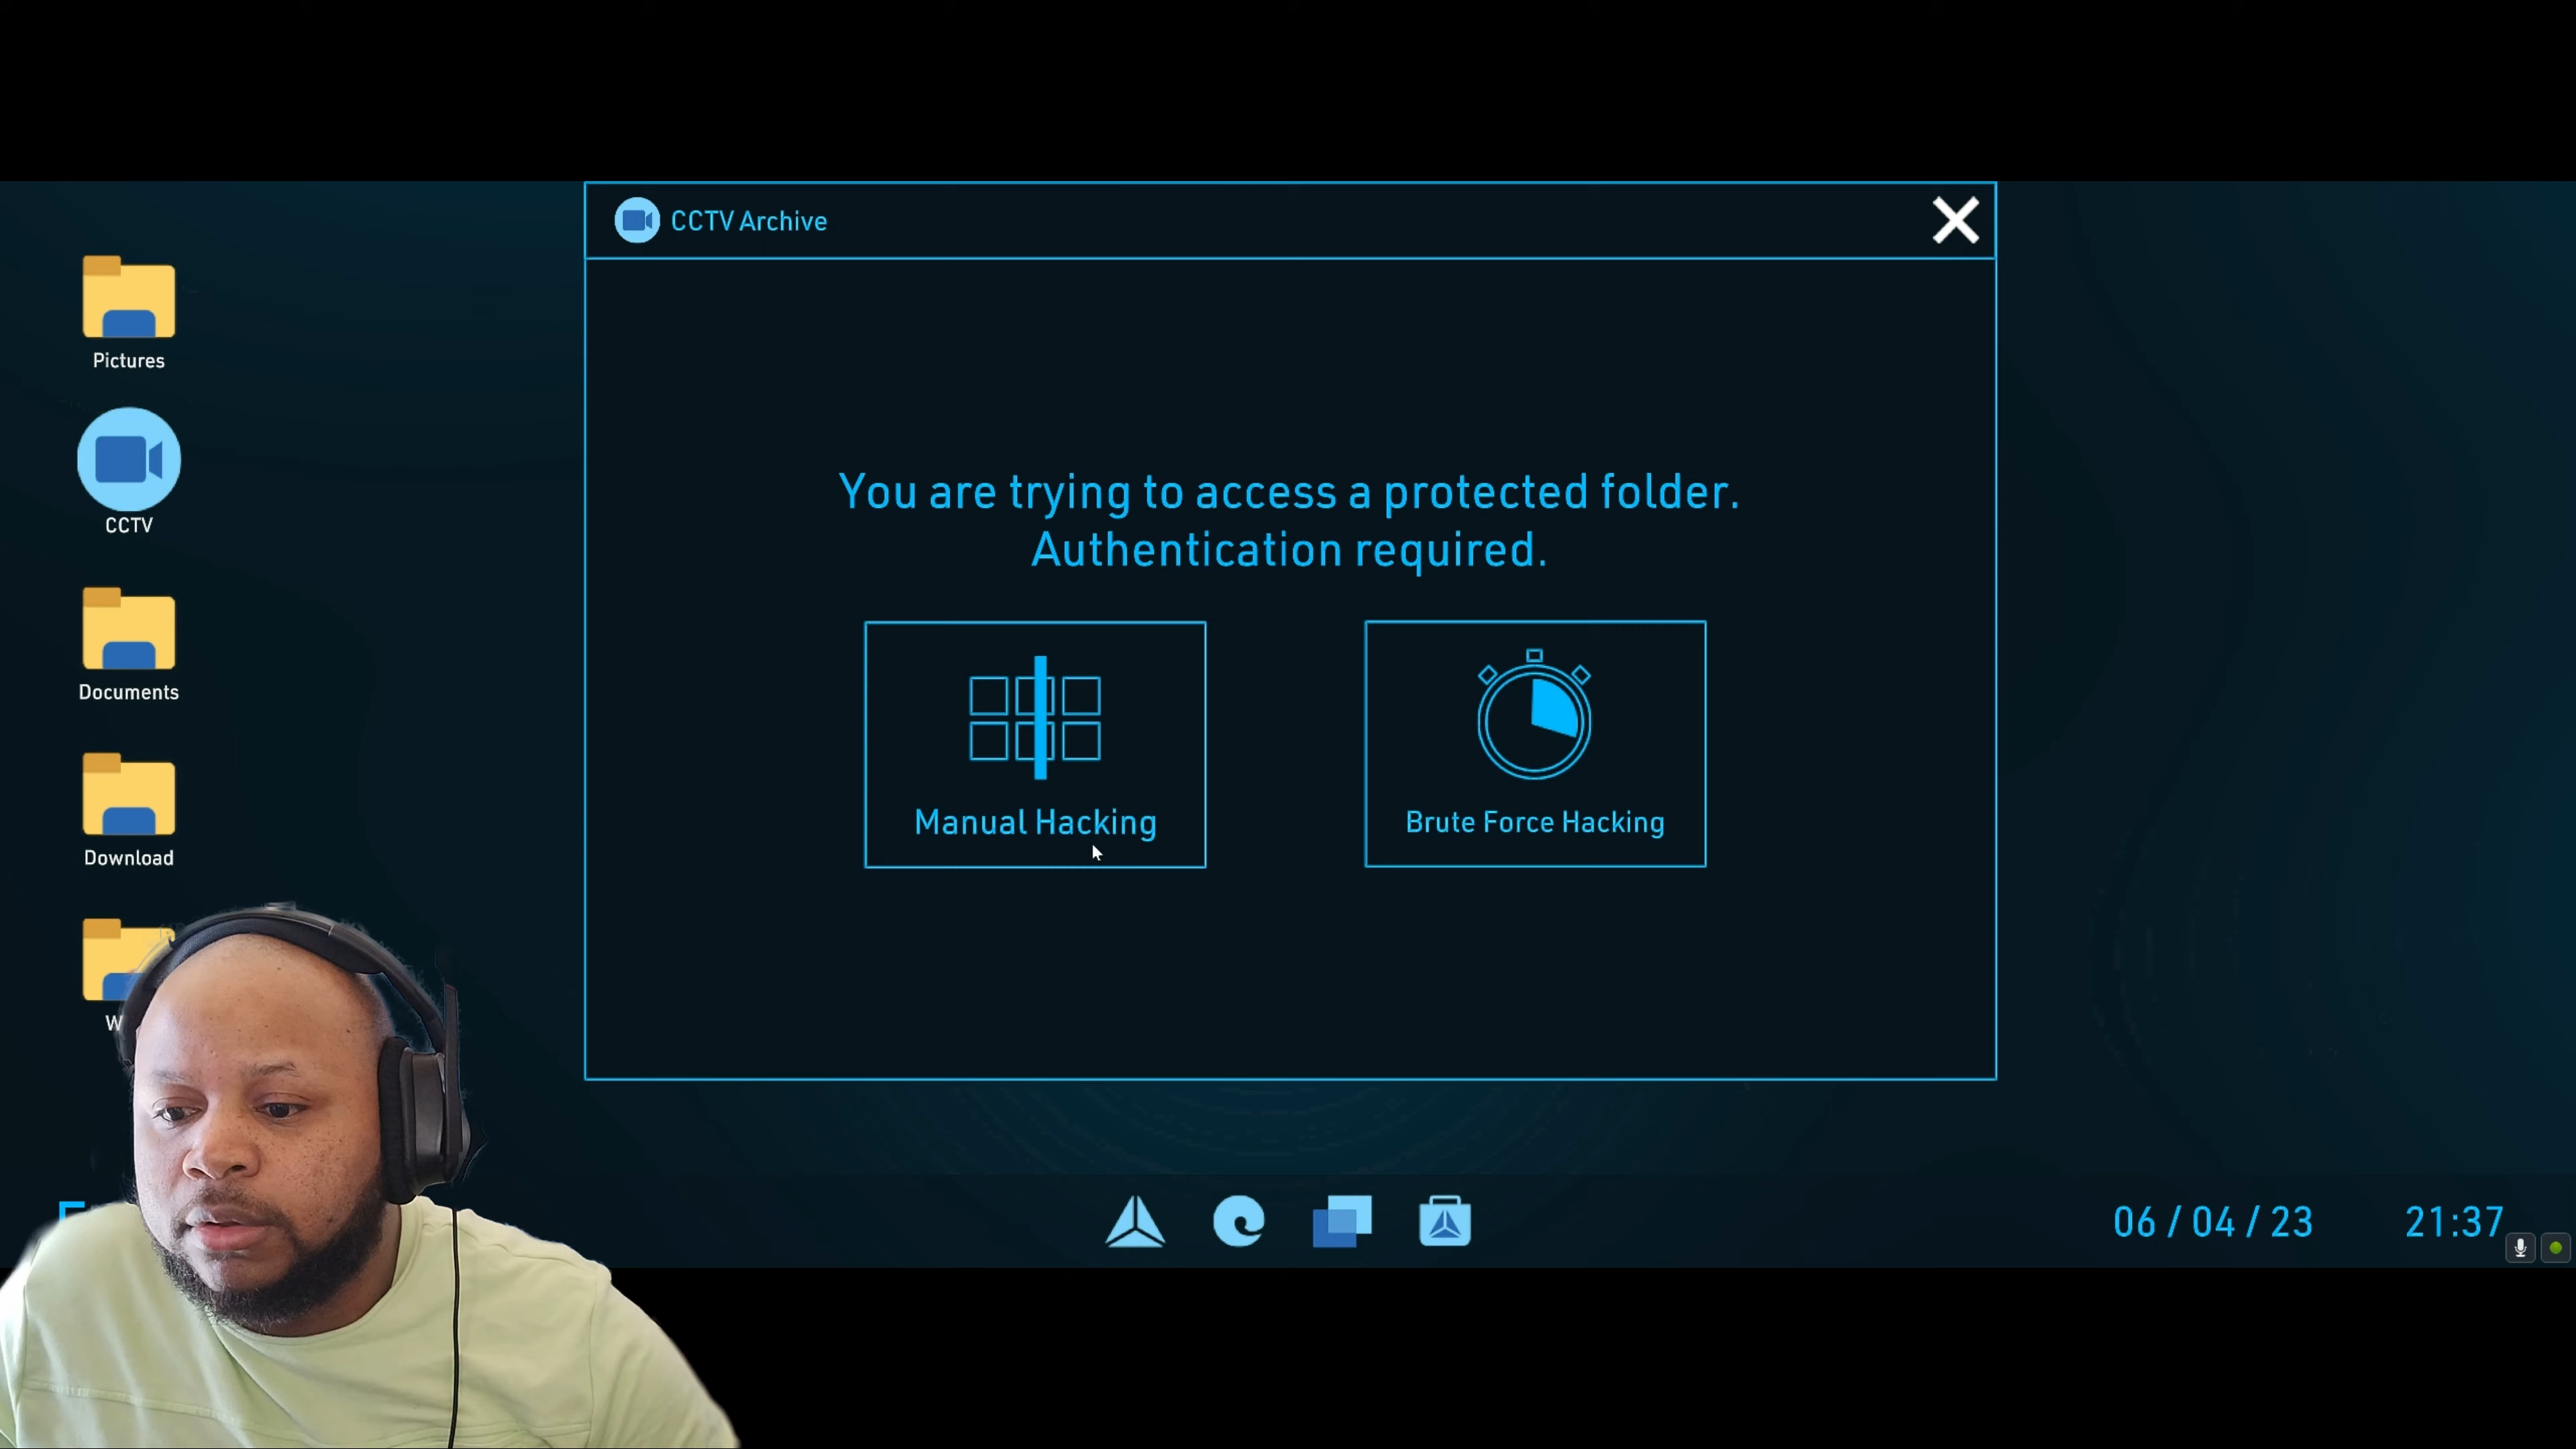 CCTV Archive
You are trying to access a protected folder.
Authentication required.
Manual Hacking
Brute Force Hacking
Pictures
CCTV
Documents
Download
06 / 04 / 23
21:37